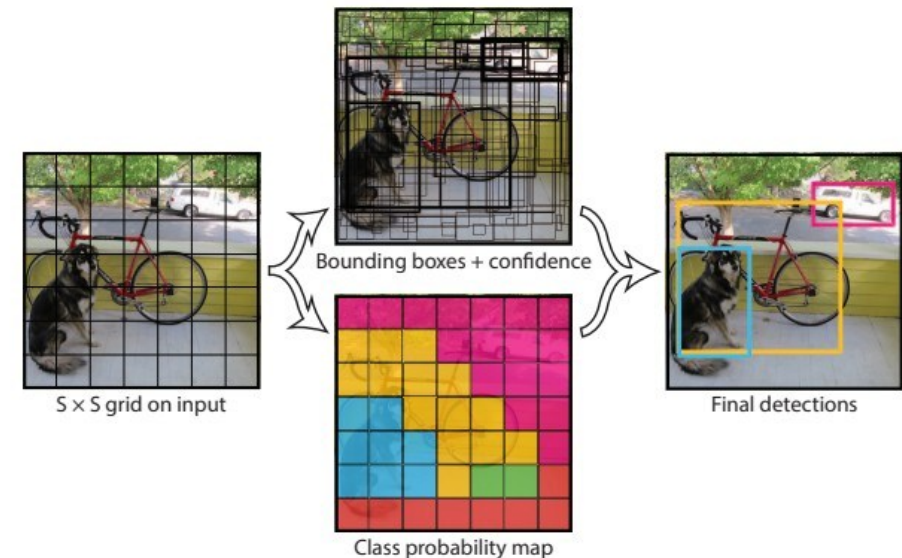 Bounding boxes + confidence
S × S grid on input
Final detections
Class probability map